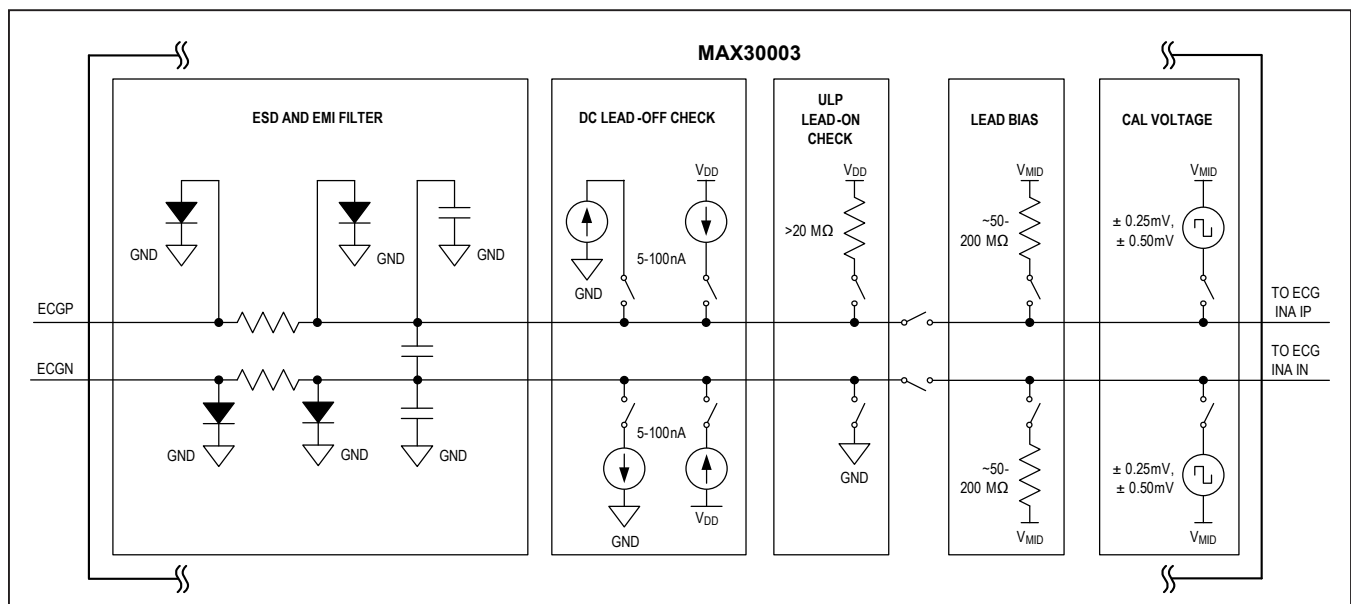 MAX30003
ESD AND EMI FILTER
DC LEAD-OFF CHECK
ULP
LEAD-ON
CHECK
LEAD BIAS
CAL VOLTAGE
GND
GND
GND
VDD
5-100nA
GND
VDD
>20 MΩ
VMID
~50-
200 MΩ
VMID
± 0.25mV,
± 0.50mV
ECGP
TO ECG
INA IP
ECGN
TO ECG
INA IN
GND
GND
GND
5-100nA
GND
VDD
GND
~50-
200 MΩ
VMID
± 0.25mV,
± 0.50mV
VMID